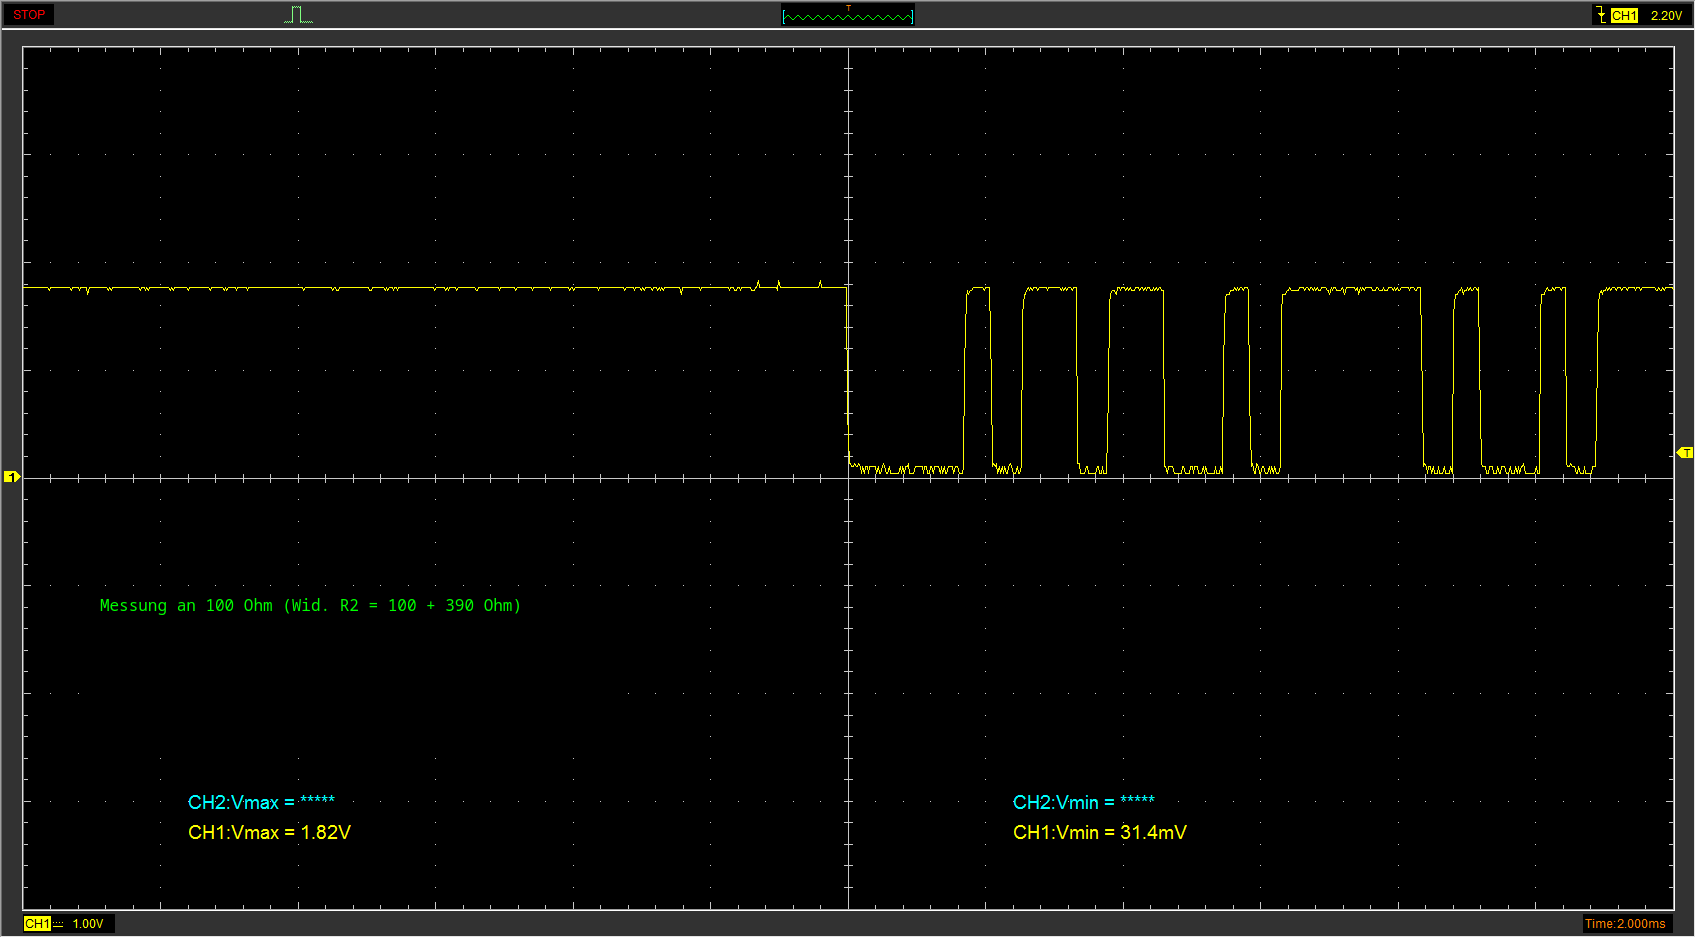 STOP
T
CH1 2.20V
1
T
Messung an 100 Ohm (Wid. R2 = 100 + 390 Ohm)
CH2:Vmax = *****
CH2:Vmin = *****
CH1:Vmax = 1.82V
CH1:Vmin = 31.4mV
CH1 1.00V
Time:2.000ms